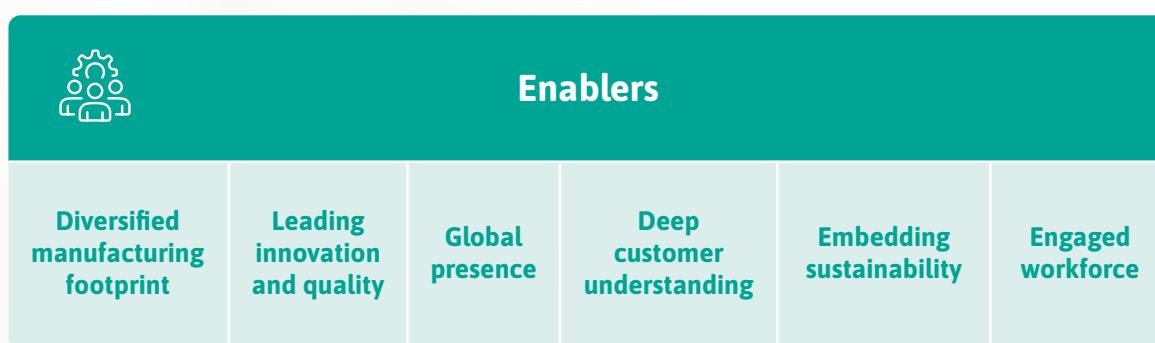 Enablers
Diversified
manufacturing
footprint
Leading
innovation
and quality
Global
presence
Deep
customer
understanding
Embedding
sustainability
Engaged
workforce